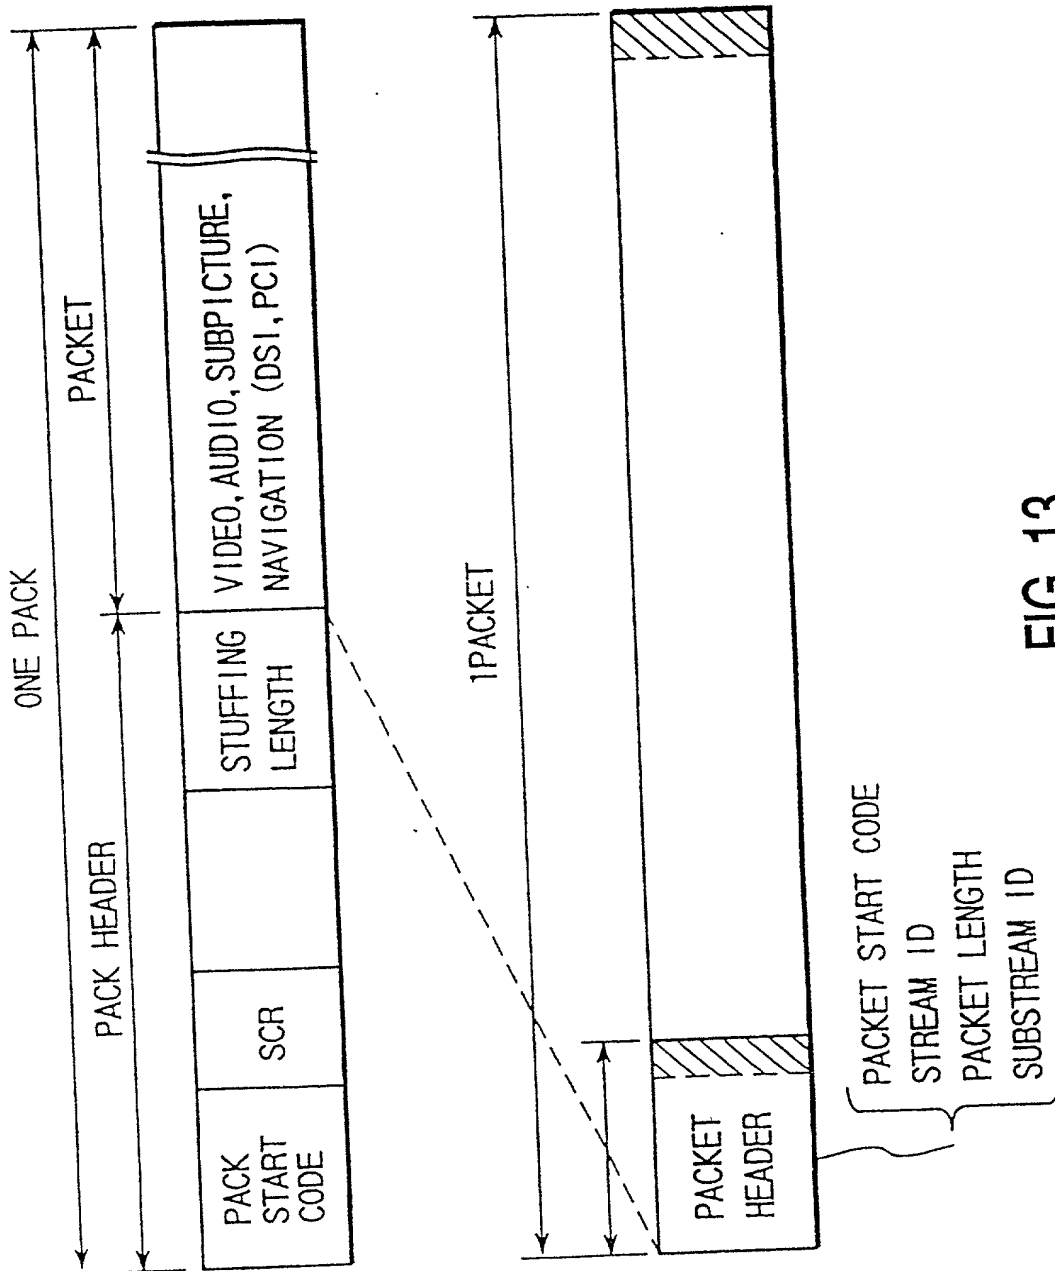 ONE PACK
PACK HEADER
PACKET
PACK
START
CODE
SCR
STUFFING
LENGTH
VIDEO, AUDIO, SUBPICTURE,
NAVIGATION (DSI, PCI)
1PACKET
PACKET
HEADER
PACKET START CODE
STREAM ID
PACKET LENGTH
SUBSTREAM ID
FIG. 13